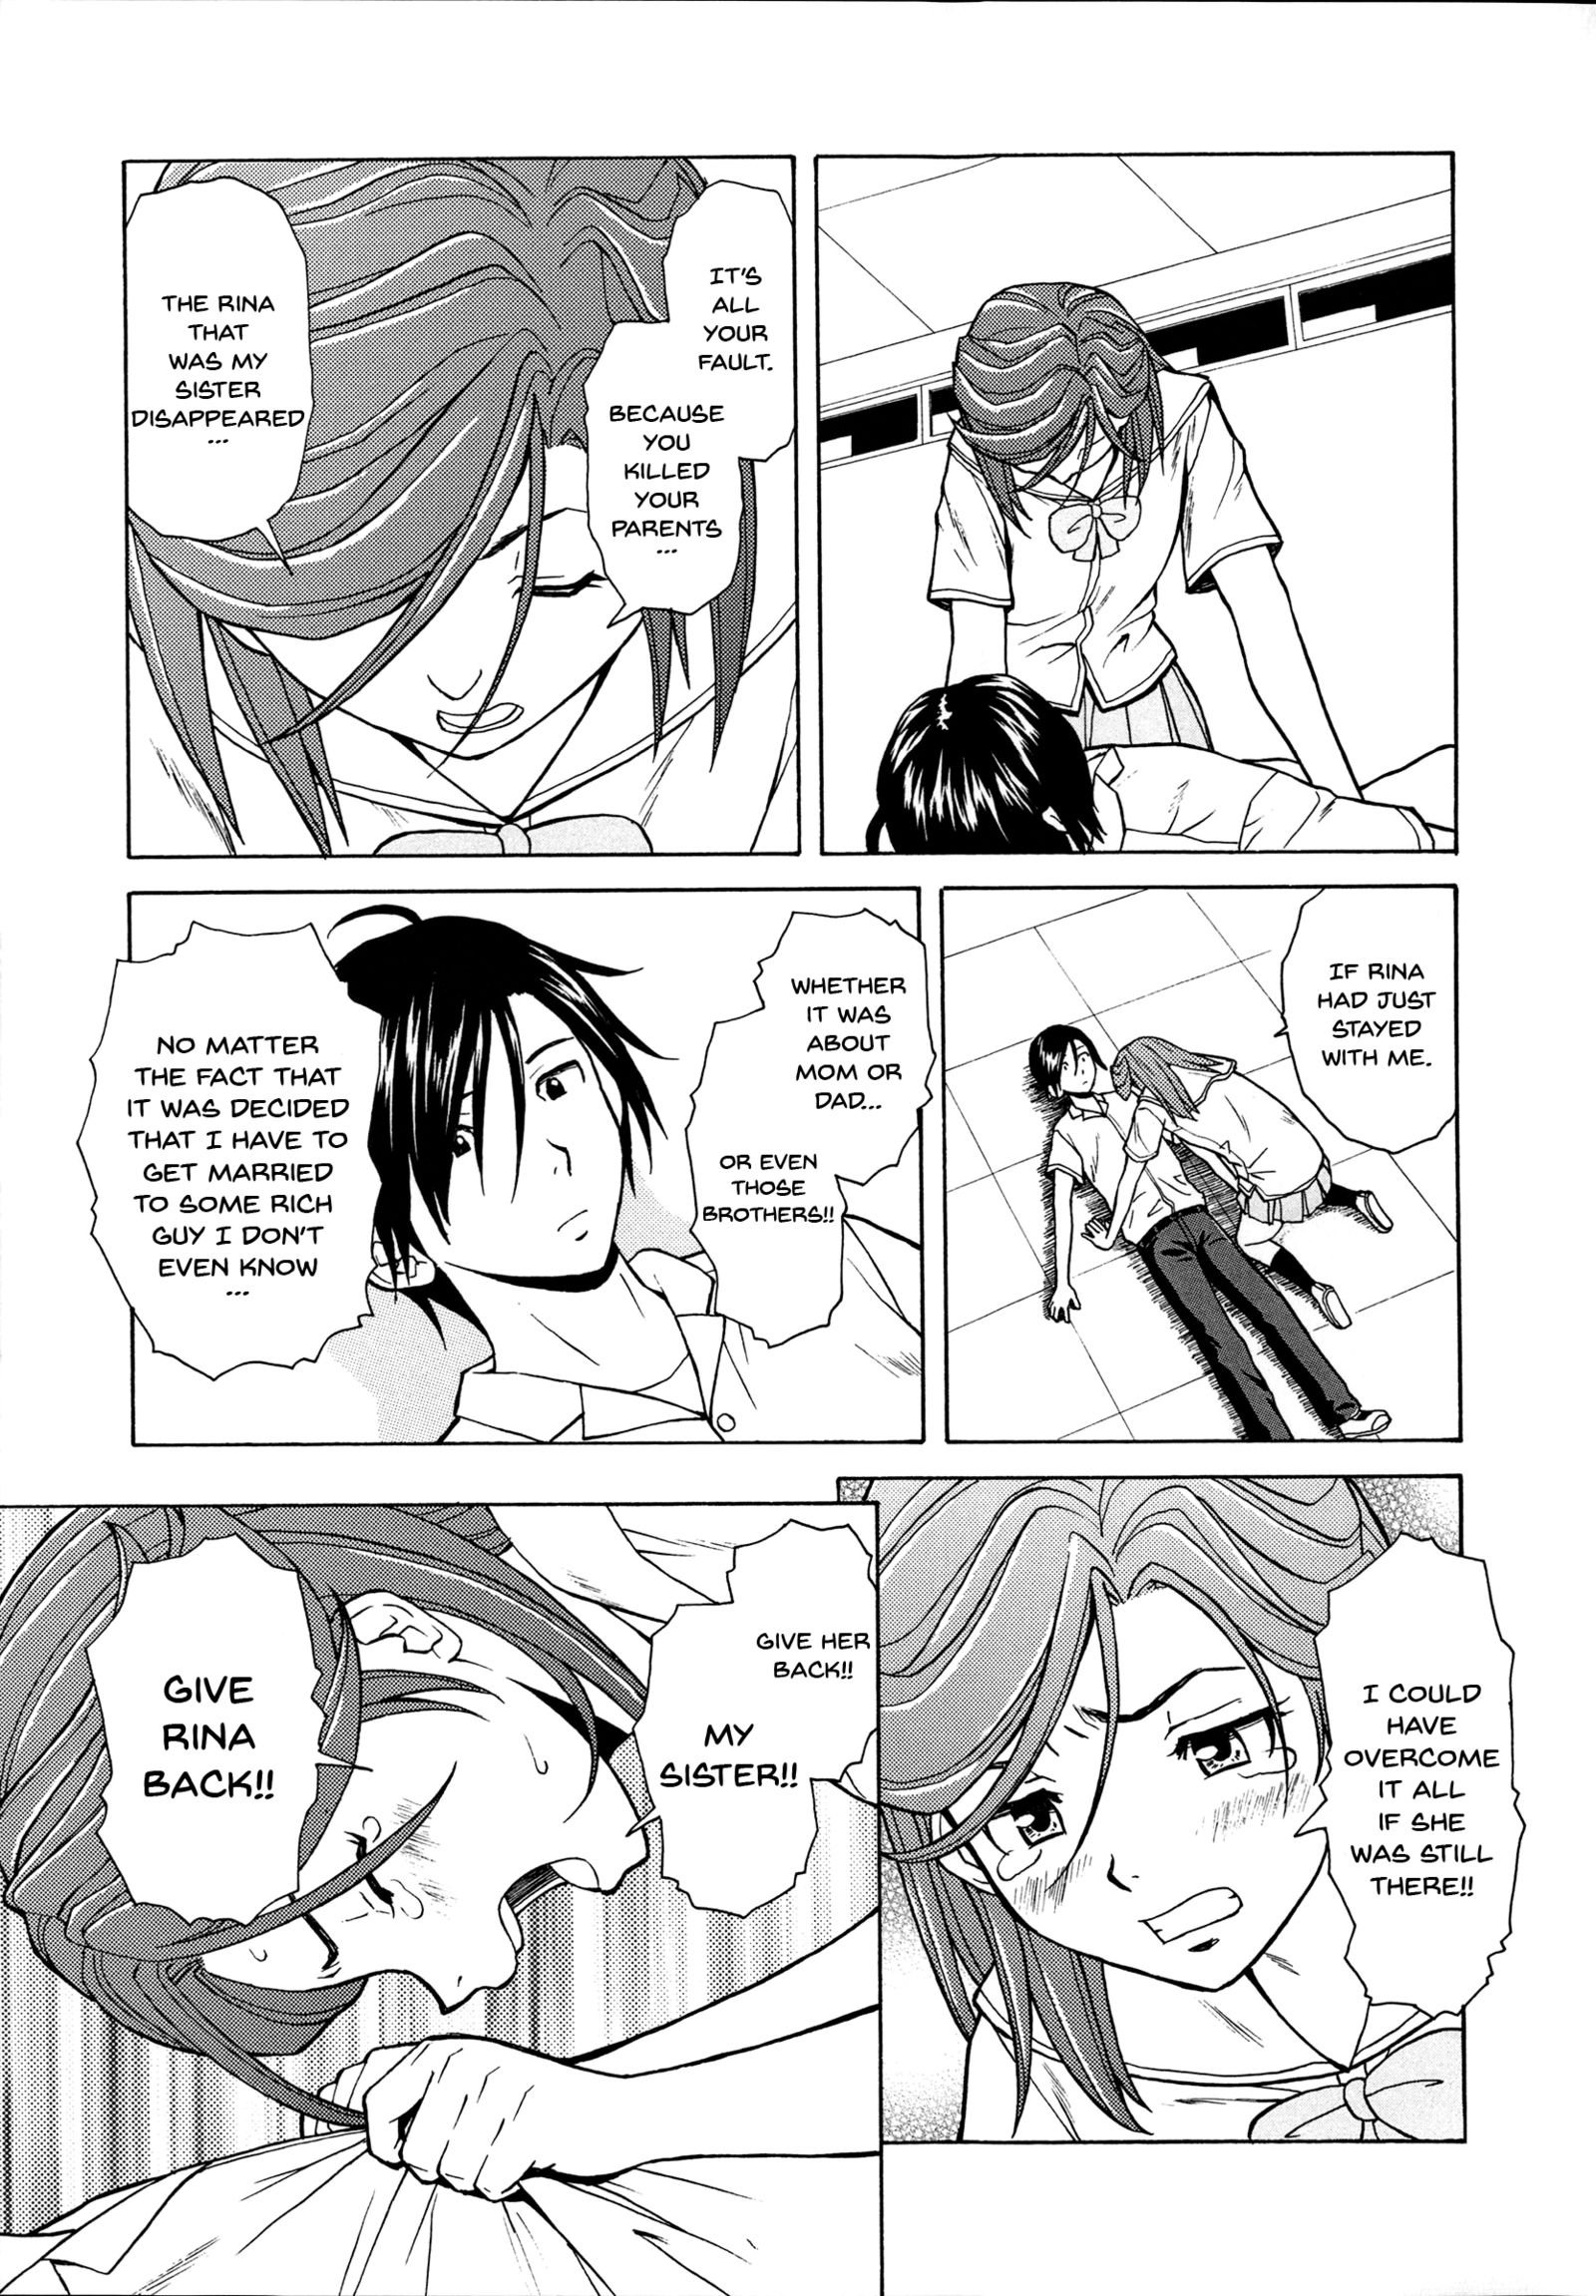 IT'S
ALL
YOUR
FAULT.
BECAUSE
YOU
KILLED
YOUR
PARENTS
...
THE RINA
THAT
WAS MY
SISTER
DISAPPEARED
...
IF RINA
HAD JUST
STAYED
WITH ME.
WHETHER
IT WAS
ABOUT
MOM OR
DAD...
OR EVEN
THOSE
BROTHERS!!
NO MATTER
THE FACT THAT
IT WAS DECIDED
THAT I HAVE TO
GET MARRIED
TO SOME RICH
GUY I DON'T
EVEN KNOW
...
I COULD
HAVE
OVERCOME
IT ALL
IF SHE
WAS STILL
THERE!!
GIVE HER
BACK!!
MY
SISTER!!
GIVE
RINA
BACK!!